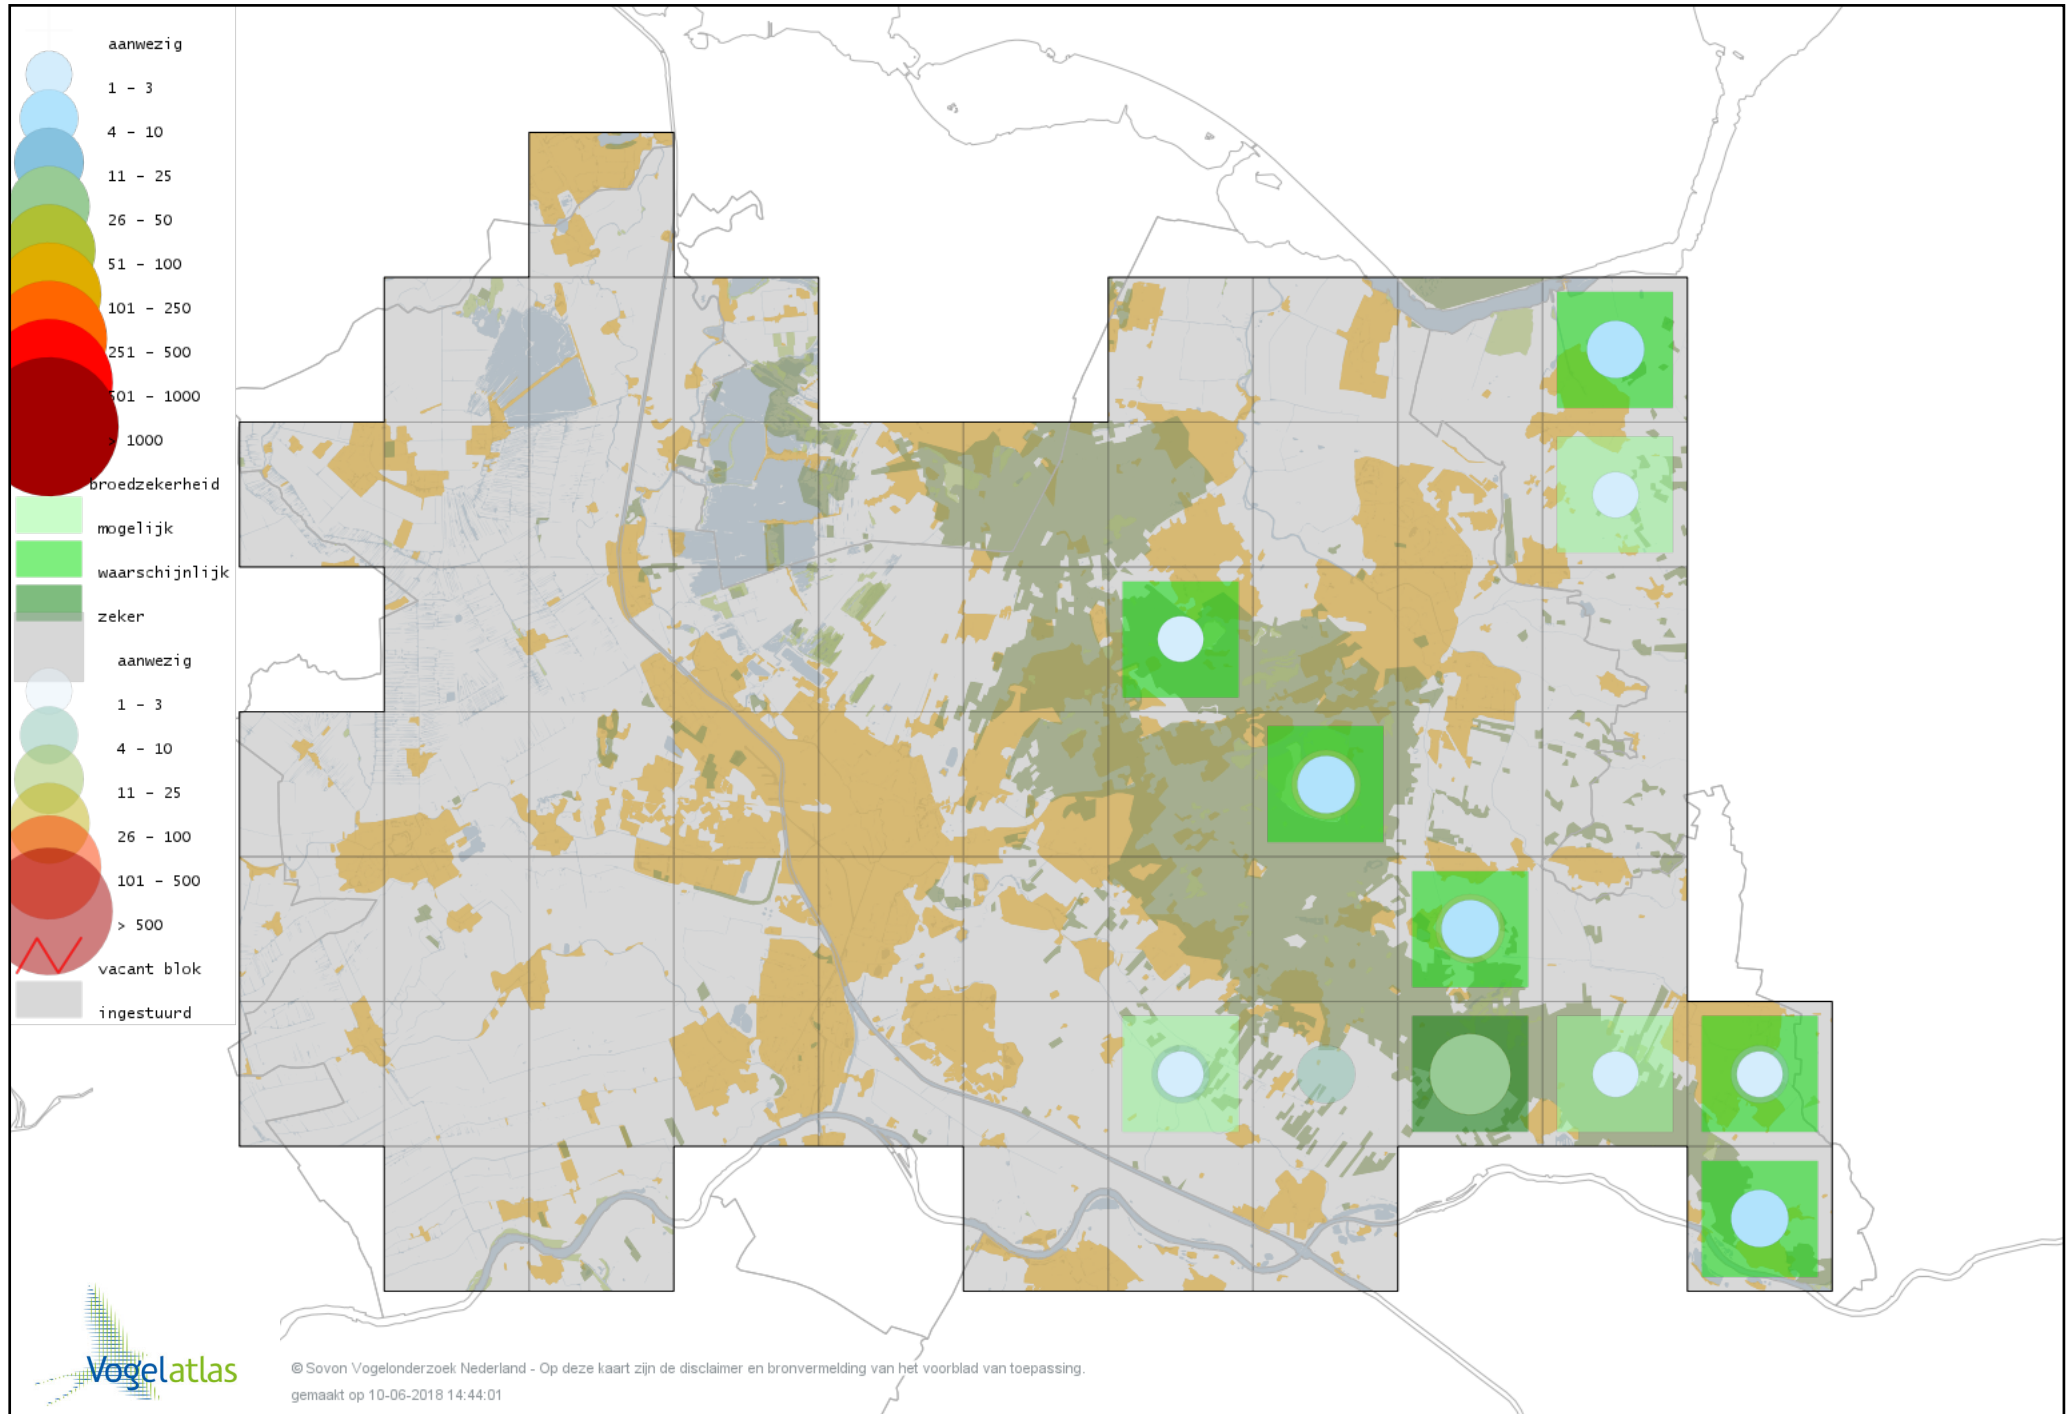 aanwezig
1 - 3
4 - 10
11 - 25
26 - 50
51 - 100
101 - 250
251 - 500
501 - 1000
> 1000
broedzekerheid
mogelijk
waarschijnlijk
zeker
aanwezig
1 - 3
4 - 10
11 - 25
26 - 100
101 - 500
> 500
vacant blok
ingestuurd
Vogelatlas
© Sovon Vogelonderzoek Nederland - Op deze kaart zijn de disclaimer en bronvermelding van het voorblad van toepassing.
gemaakt op 10-06-2018 14:44:01